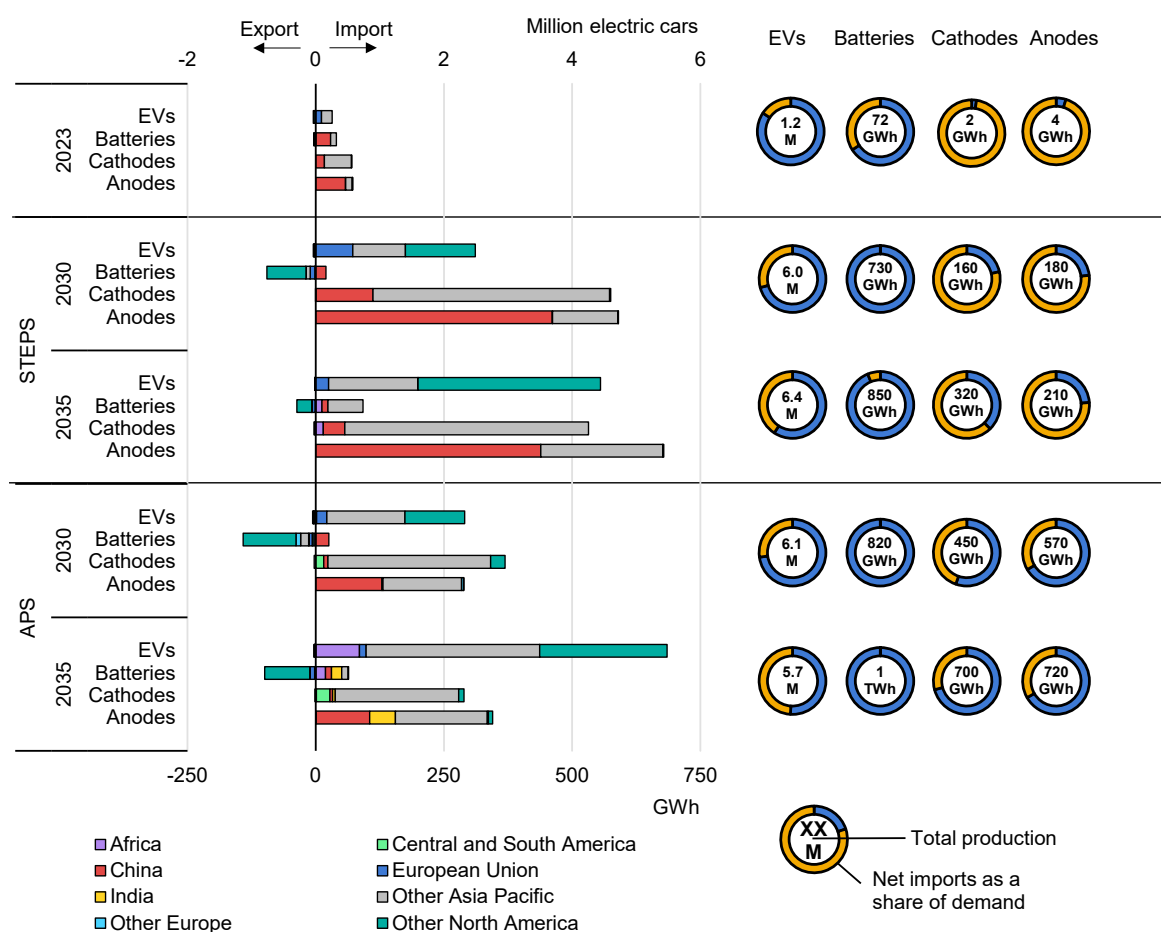 Export Import Million electric cars
-2 0 2 4 6
EVs Batteries Cathodes Anodes
2023
EVs
Batteries
Cathodes
Anodes
1.2 M
72 GWh
2 GWh
4 GWh
STEPS
2030
EVs
Batteries
Cathodes
Anodes
6.0 M
730 GWh
160 GWh
180 GWh
2035
EVs
Batteries
Cathodes
Anodes
6.4 M
850 GWh
320 GWh
210 GWh
APS
2030
EVs
Batteries
Cathodes
Anodes
6.1 M
820 GWh
450 GWh
570 GWh
2035
EVs
Batteries
Cathodes
Anodes
5.7 M
1 TWh
700 GWh
720 GWh
-250 0 250 500 750
GWh
Africa
China
India
Other Europe
Central and South America
European Union
Other Asia Pacific
Other North America
XX M
Total production
Net imports as a
share of demand